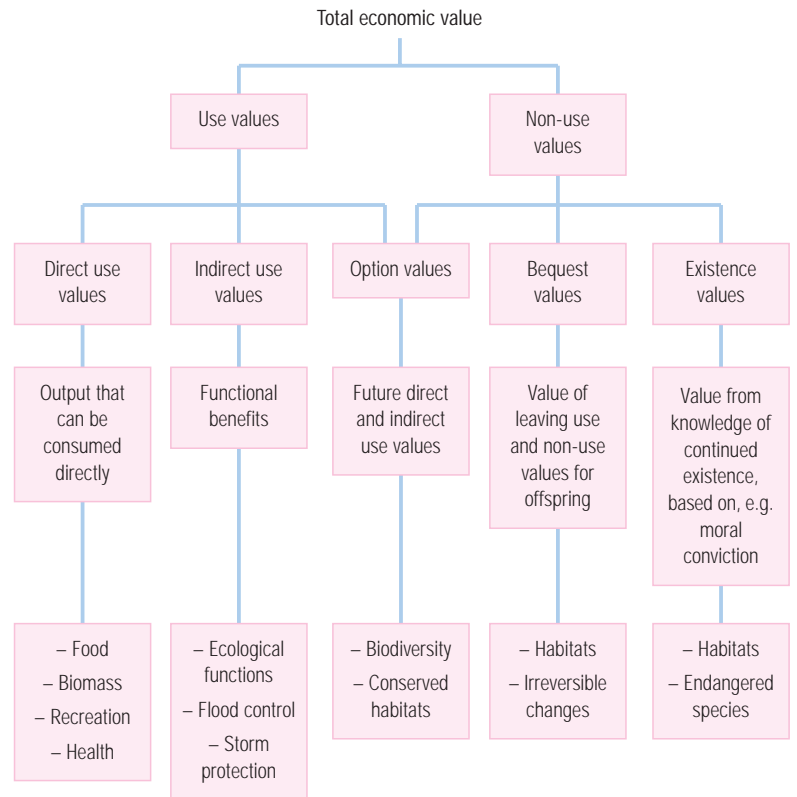 Total economic value
Use values
Non-use
values
Direct use
values
Indirect use
values
Option values
Bequest
values
Existence
values
Output that
can be
consumed
directly
Functional
benefits
Future direct
and indirect
use values
Value of
leaving use
and non-use
values for
offspring
Value from
knowledge of
continued
existence,
based on, e.g.
moral
conviction
– Food
– Biomass
– Recreation
– Health
– Ecological
functions
– Flood control
– Storm
protection
– Biodiversity
– Conserved
habitats
– Habitats
– Irreversible
changes
– Habitats
– Endangered
species